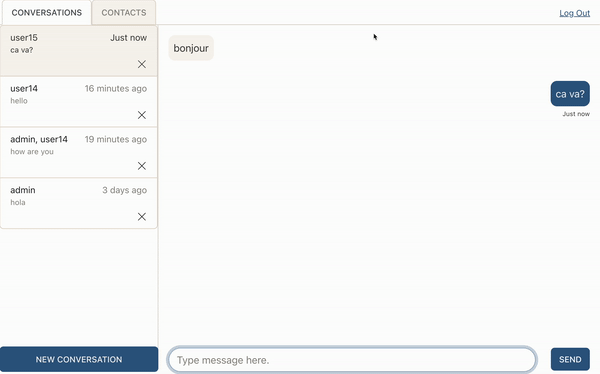 CONVERSATIONS
CONTACTS
Log Out
user15
Just now
ca va?
user14
16 minutes ago
hello
admin, user14
19 minutes ago
how are you
admin
3 days ago
hola
NEW CONVERSATION
bonjour
ca va?
Just now
Type message here.
SEND